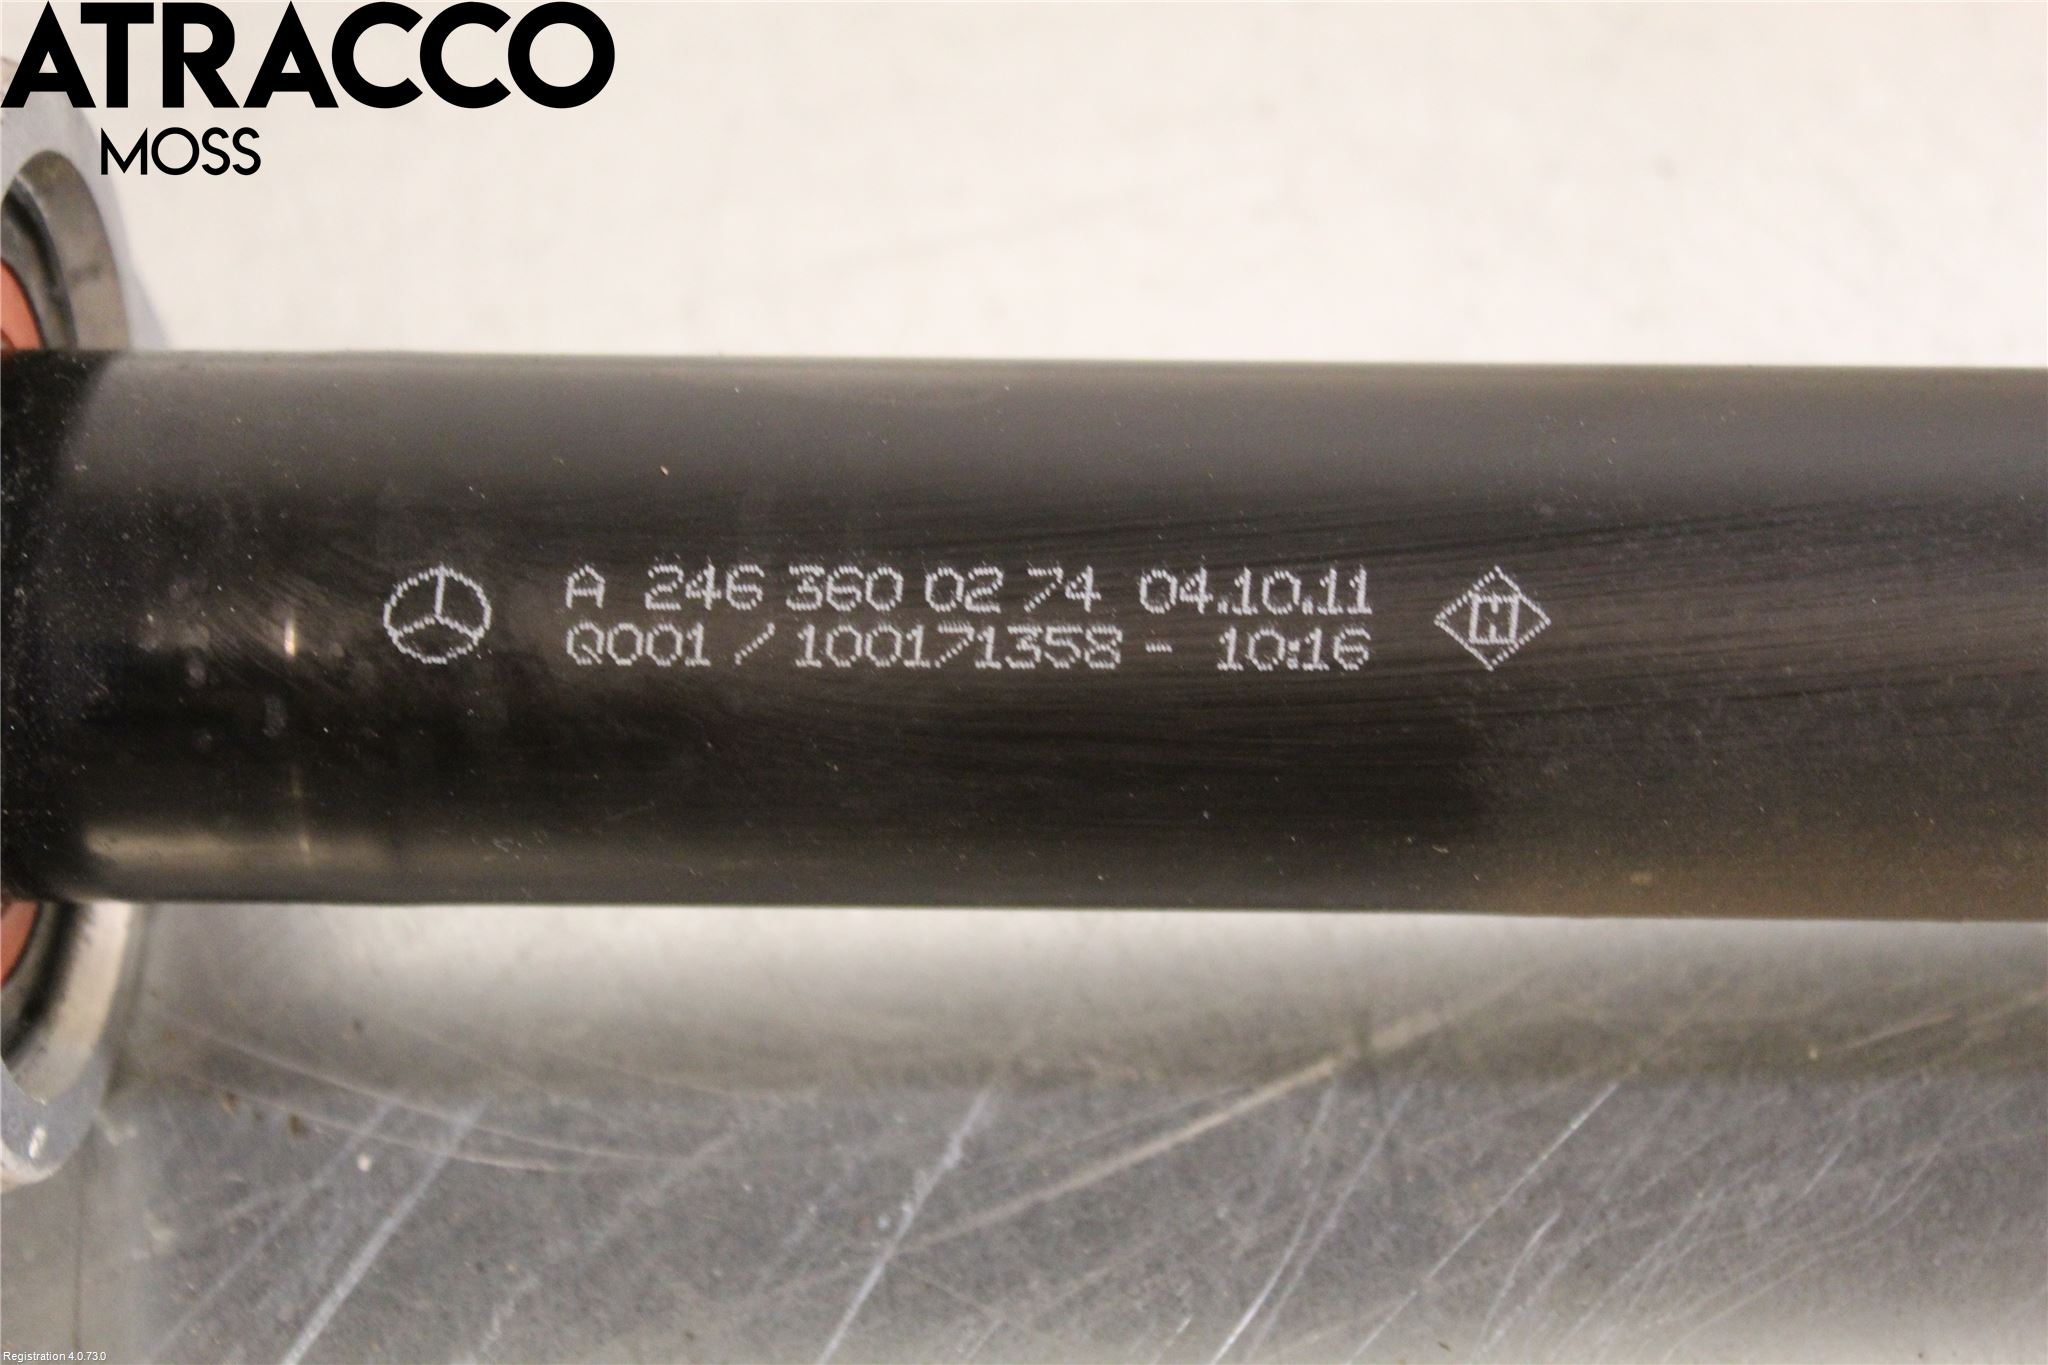 ATRACCO
MOSS
A 246 360 02 74 04.10.11
Q001 / 100171358 - 10:16
H
Registration 4.0.73.0